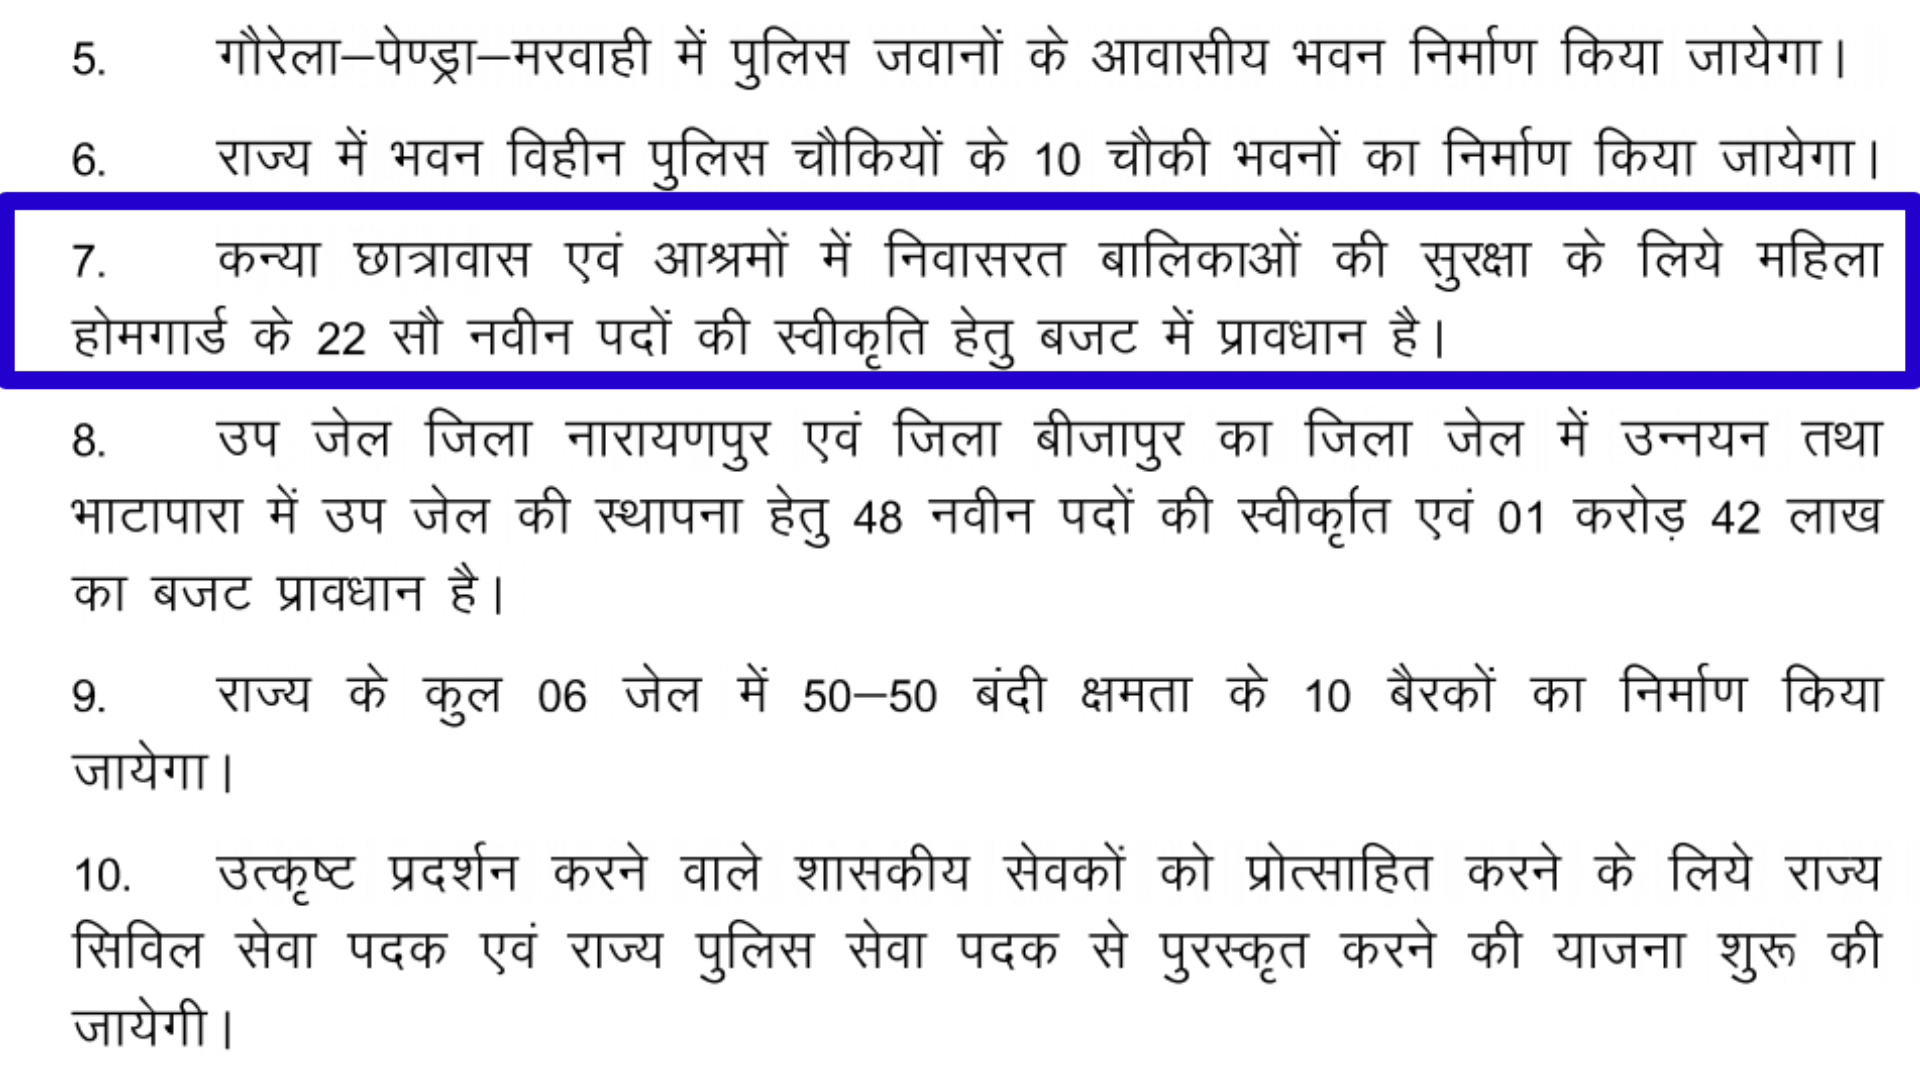 5. गौरेला–पेण्ड्रा–मरवाही में पुलिस जवानों के आवासीय भवन निर्माण किया जायेगा।
6. राज्य में भवन विहीन पुलिस चौकियों के 10 चौकी भवनों का निर्माण किया जायेगा।
7. कन्या छात्रावास एवं आश्रमों में निवासरत बालिकाओं की सुरक्षा के लिये महिला
होमगार्ड के 22 सौ नवीन पदों की स्वीकृति हेतु बजट में प्रावधान है।
8. उप जेल जिला नारायणपुर एवं जिला बीजापुर का जिला जेल में उन्नयन तथा
भाटापारा में उप जेल की स्थापना हेतु 48 नवीन पदों की स्वीकृति एवं 01 करोड़ 42 लाख
का बजट प्रावधान है।
9. राज्य के कुल 06 जेल में 50–50 बंदी क्षमता के 10 बैरकों का निर्माण किया
जायेगा।
10. उत्कृष्ट प्रदर्शन करने वाले शासकीय सेवकों को प्रोत्साहित करने के लिये राज्य
सिविल सेवा पदक एवं राज्य पुलिस सेवा पदक से पुरस्कृत करने की याजना शुरू की
जायेगी।